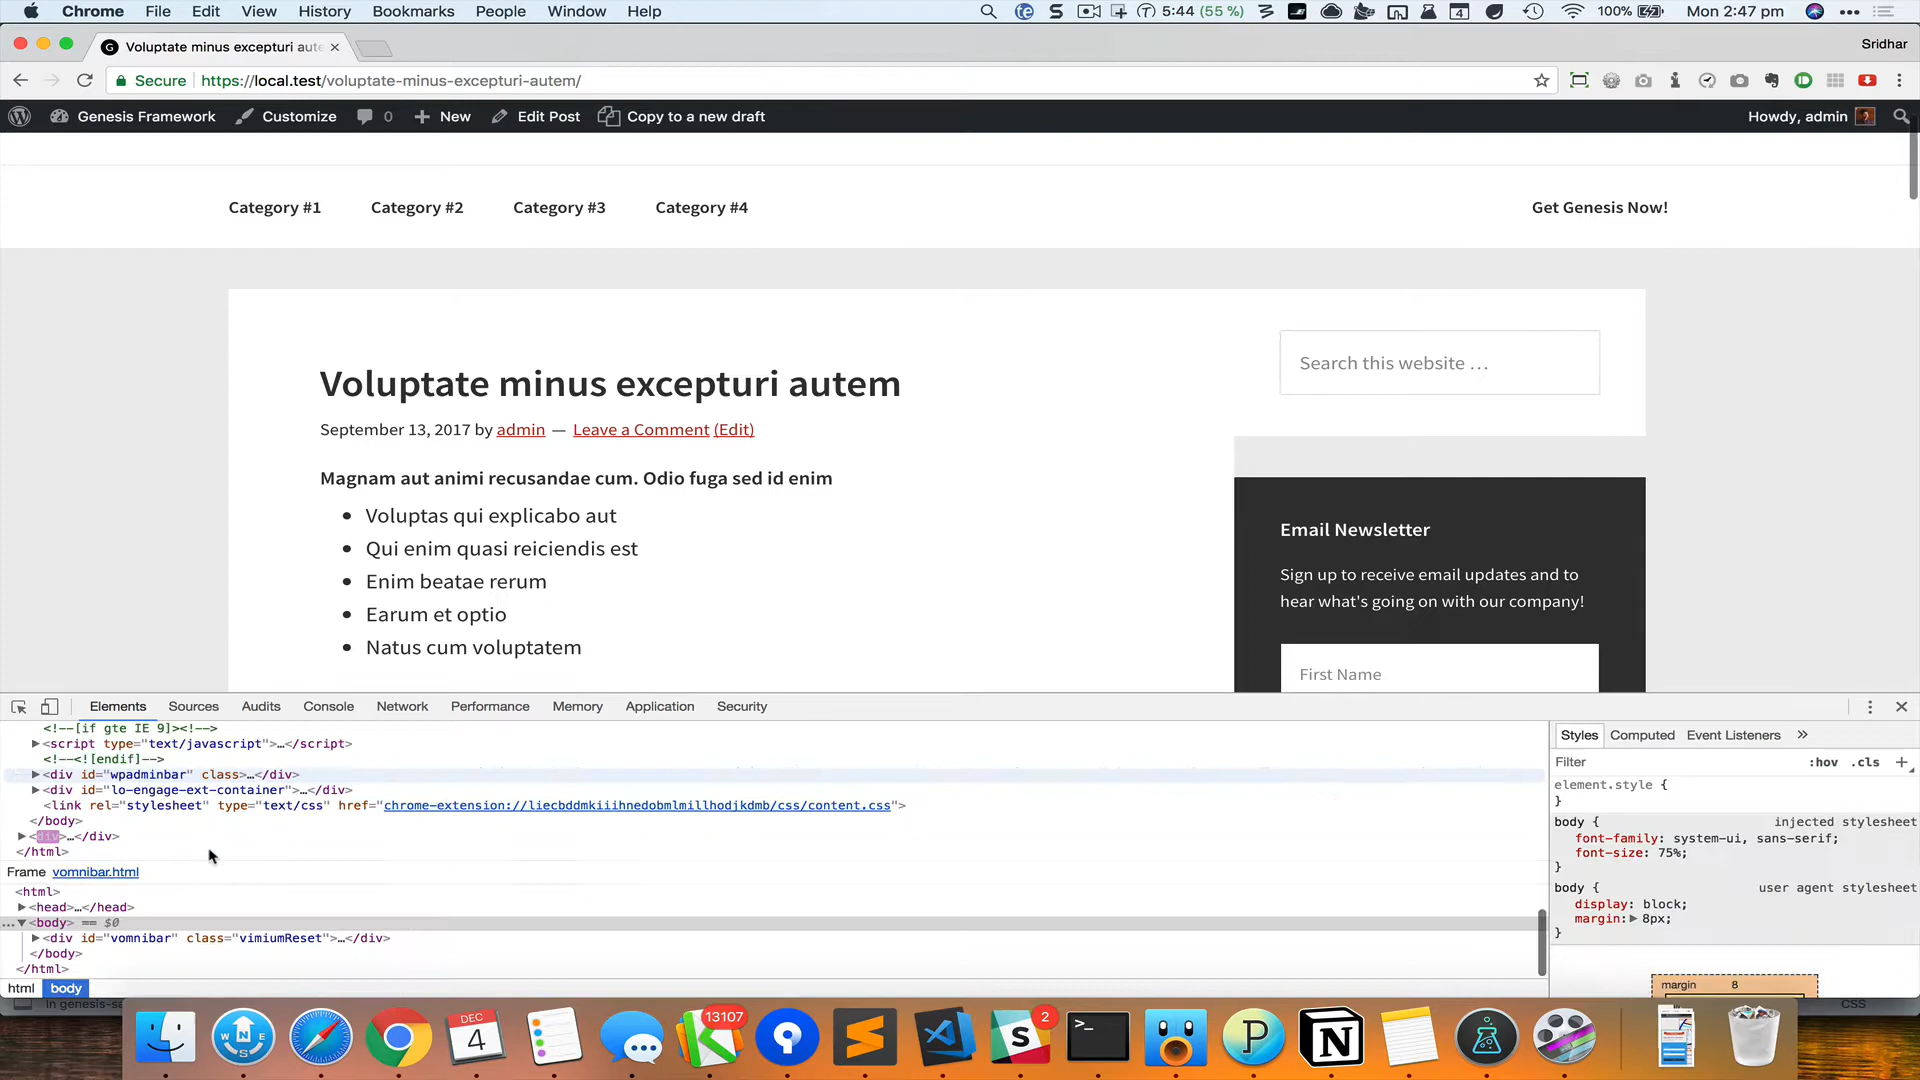 Chrome File Edit View History Bookmarks People Window Help 5:44 (55 %) 4 100% Mon 2:47 pm
Voluptate minus excepturi aute Sridhar
Secure https://local.test/voluptate-minus-excepturi-autem/
Genesis Framework Customize 0 New Edit Post Copy to a new draft Howdy, admin
Category #1 Category #2 Category #3 Category #4 Get Genesis Now!
Search this website …
Voluptate minus excepturi autem
September 13, 2017 by admin — Leave a Comment (Edit)
Magnam aut animi recusandae cum. Odio fuga sed id enim
Voluptas qui explicabo aut
Qui enim quasi reiciendis est
Enim beatae rerum
Earum et optio
Natus cum voluptatem
Email Newsletter
Sign up to receive email updates and to
hear what's going on with our company!
First Name
Elements Sources Audits Console Network Performance Memory Application Security
<!--[if gte IE 9]><!-->
<script type="text/javascript">…</script>
<!--<![endif]-->
<div id="wpadminbar" class>…</div>
<div id="lo-engage-ext-container">…</div>
<link rel="stylesheet" type="text/css" href="chrome-extension://liecbddmkiiihnedobmlmillhodjkdmb/css/content.css">
</body>
<div>…</div>
</html>
Frame vomnibar.html
<html>
<head>…</head>
… <body> == $0
<div id="vomnibar" class="vimiumReset">…</div>
</body>
</html>
html body
Styles Computed Event Listeners »
Filter :hov .cls +
element.style {
}
body { injected stylesheet
font-family: system-ui, sans-serif;
font-size: 75%;
}
body { user agent stylesheet
display: block;
margin: 8px;
}
margin 8
In genesis-sa CSS
DEC
4
13107
2